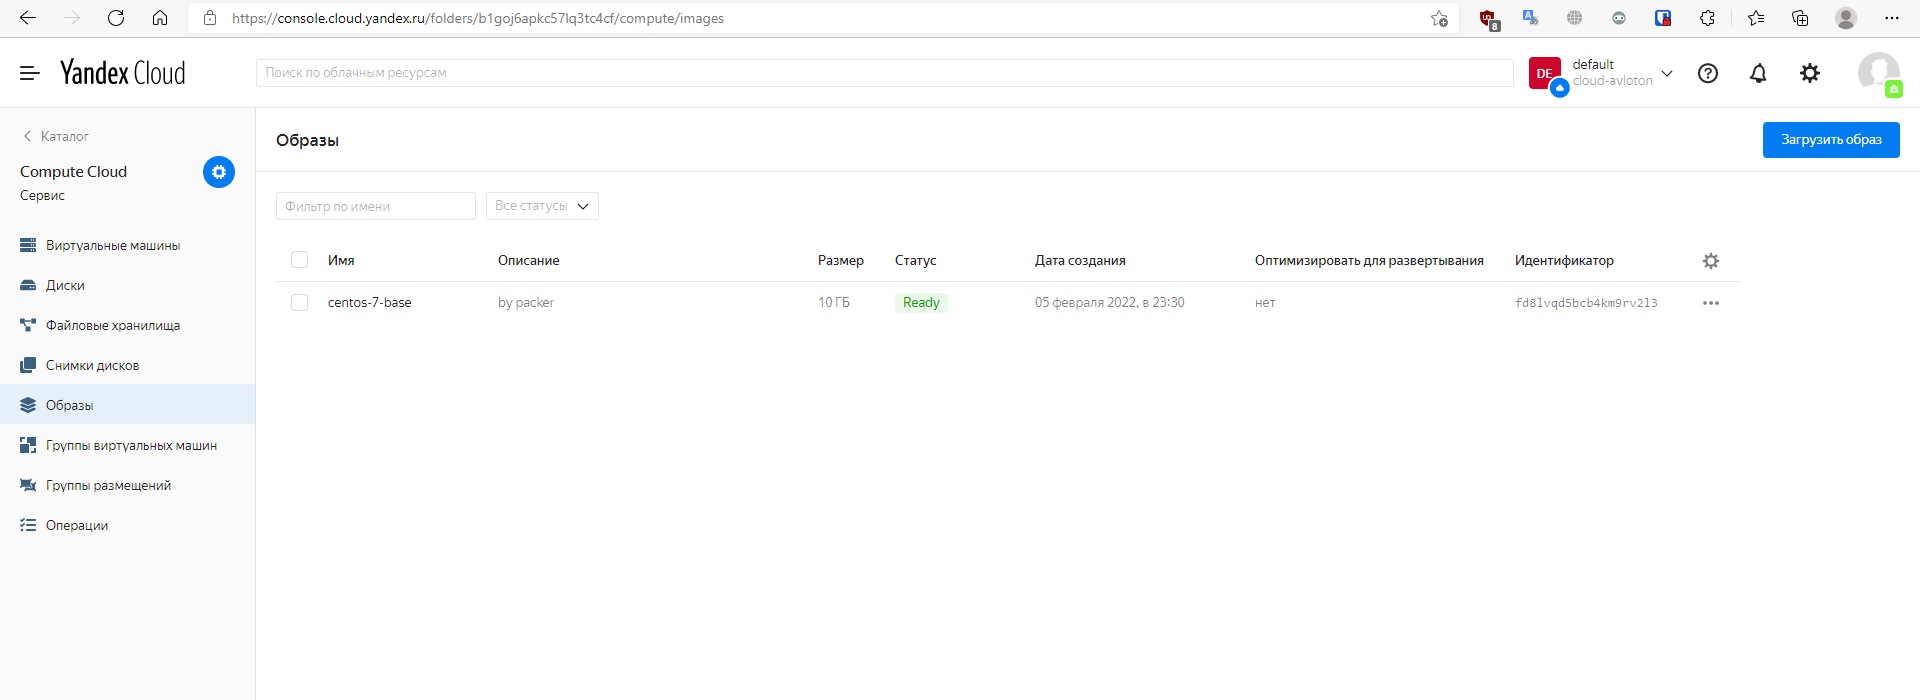 https://console.cloud.yandex.ru/folders/b1goj6apkc57lq3tc4cf/compute/images
8
Yandex Cloud
Поиск по облачным ресурсам
DE
default
cloud-avloton
Каталог
Compute Cloud
Сервис
Виртуальные машины
Диски
Файловые хранилища
Снимки дисков
Образы
Группы виртуальных машин
Группы размещений
Операции
Образы
Загрузить образ
Фильтр по имени
Все статусы
Имя Описание Размер Статус Дата создания Оптимизировать для развертывания Идентификатор
centos-7-base by packer 10 ГБ Ready 05 февраля 2022, в 23:30 нет fd8lvqd5bcb4km9rv2l3